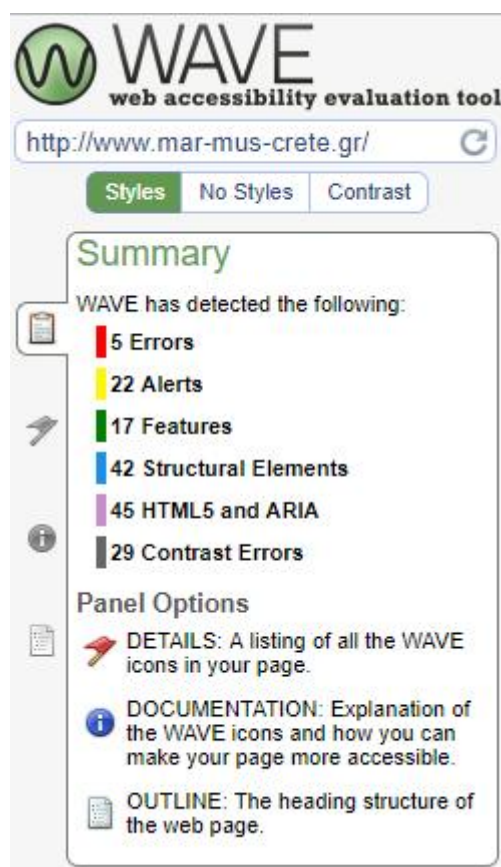 WAVE
web accessibility evaluation tool
http://www.mar-mus-crete.gr/
Styles No Styles Contrast
Summary
WAVE has detected the following:
5 Errors
22 Alerts
17 Features
42 Structural Elements
45 HTML5 and ARIA
29 Contrast Errors
Panel Options
DETAILS: A listing of all the WAVE
icons in your page.
DOCUMENTATION: Explanation of
the WAVE icons and how you can
make your page more accessible.
OUTLINE: The heading structure of
the web page.